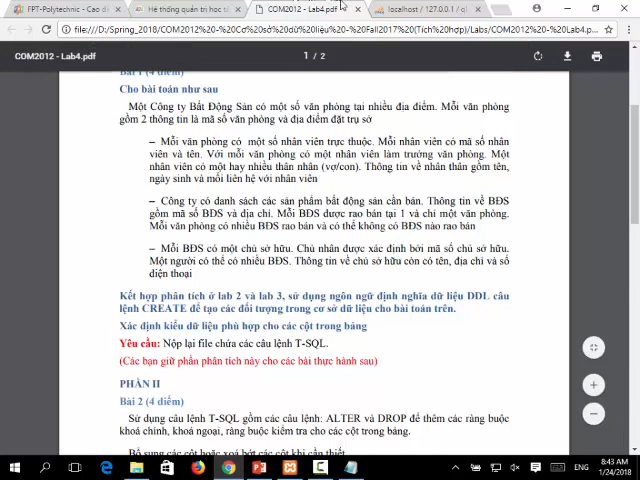 FPT-Polytechnic - Cao đ
Hệ thống quản trị học t
COM2012 - Lab4.pdf
localhost / 127.0.0.1 / q
file:///D:/Spring_2018/COM2012%20-%20Cơ%20sở%20dữ%20liệu%20-%20Fall2017%20(Tích%20hợp)/Labs/COM2012%20-%20Lab4.p...
COM2012 - Lab4.pdf
1 / 2
Bài 1 (4 điểm)
Cho bài toán như sau
Một Công ty Bất Động Sản có một số văn phòng tại nhiều địa điểm. Mỗi văn phòng
gồm 2 thông tin là mã số văn phòng và địa điểm đặt trụ sở
– Mỗi văn phòng có một số nhân viên trực thuộc. Mỗi nhân viên có mã số nhân
viên và tên. Với mỗi văn phòng có một nhân viên làm trưởng văn phòng. Một
nhân viên có một hay nhiều thân nhân (vợ/con). Thông tin về nhân thân gồm tên,
ngày sinh và mối liên hệ với nhân viên
– Công ty có danh sách các sản phẩm bất động sản cần bán. Thông tin về BĐS
gồm mã số BĐS và địa chỉ. Mỗi BĐS được rao bán tại 1 và chỉ một văn phòng.
Mỗi văn phòng có nhiều BĐS rao bán và có thể không có BĐS nào rao bán
– Mỗi BĐS có một chủ sở hữu. Chủ nhân được xác định bởi mã số chủ sở hữu.
Một người có thể có nhiều BĐS. Thông tin về chủ sở hữu còn có tên, địa chỉ và số
điện thoại
Kết hợp phân tích ở lab 2 và lab 3, sử dụng ngôn ngữ định nghĩa dữ liệu DDL câu
lệnh CREATE để tạo các đối tượng trong cơ sở dữ liệu cho bài toán trên.
Xác định kiểu dữ liệu phù hợp cho các cột trong bảng
Yêu cầu: Nộp lại file chứa các câu lệnh T-SQL.
(Các bạn giữ phần phân tích này cho các bài thực hành sau)
PHẦN II
Bài 2 (4 điểm)
Sử dụng câu lệnh T-SQL gồm các câu lệnh: ALTER và DROP để thêm các ràng buộc
khoá chính, khoá ngoại, ràng buộc kiểm tra cho các cột trong bảng.
Bổ sung các cột hoặc xoá bớt các cột khi cần thiết
ENG
8:43 AM
1/24/2018